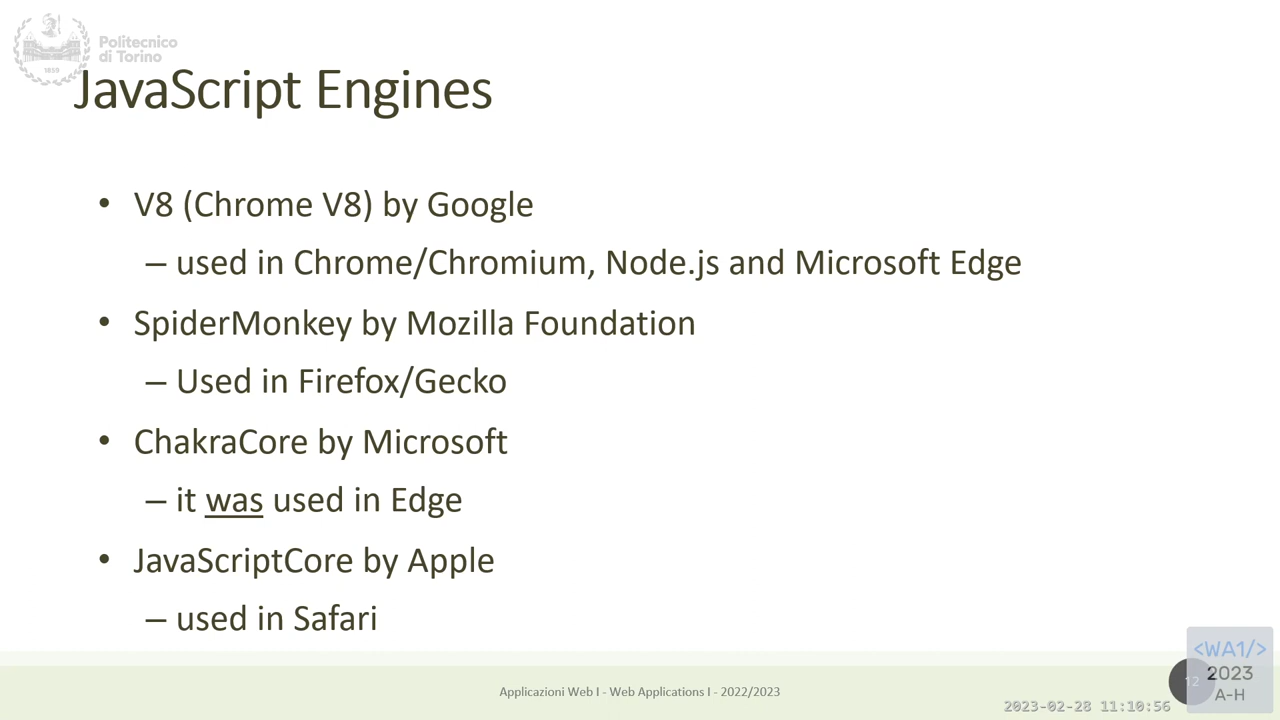 Politecnico
di Torino
1859
JavaScript Engines
• V8 (Chrome V8) by Google
– used in Chrome/Chromium, Node.js and Microsoft Edge
• SpiderMonkey by Mozilla Foundation
– Used in Firefox/Gecko
• ChakraCore by Microsoft
– it was used in Edge
• JavaScriptCore by Apple
– used in Safari
Applicazioni Web I - Web Applications I - 2022/2023
12
<WA1/>
2023
A-H
2023-02-28 11:10:56